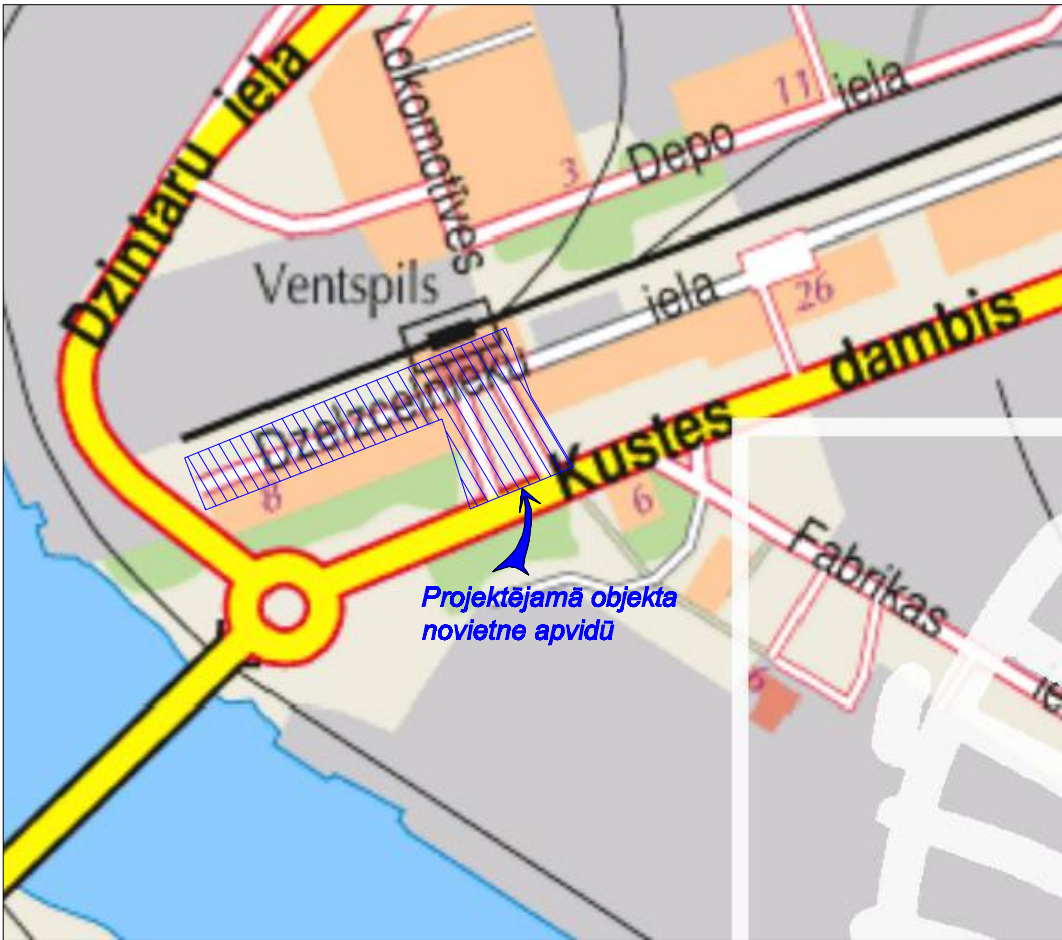 Dzintaru iela
Lokomotīves
11
iela
Depo
3
Ventspils
iela
26
Dzelzceļnieku
dambis
Kustes
8
6
Fabrikas
Projektējamā objekta
novietne apvidū
6
ie